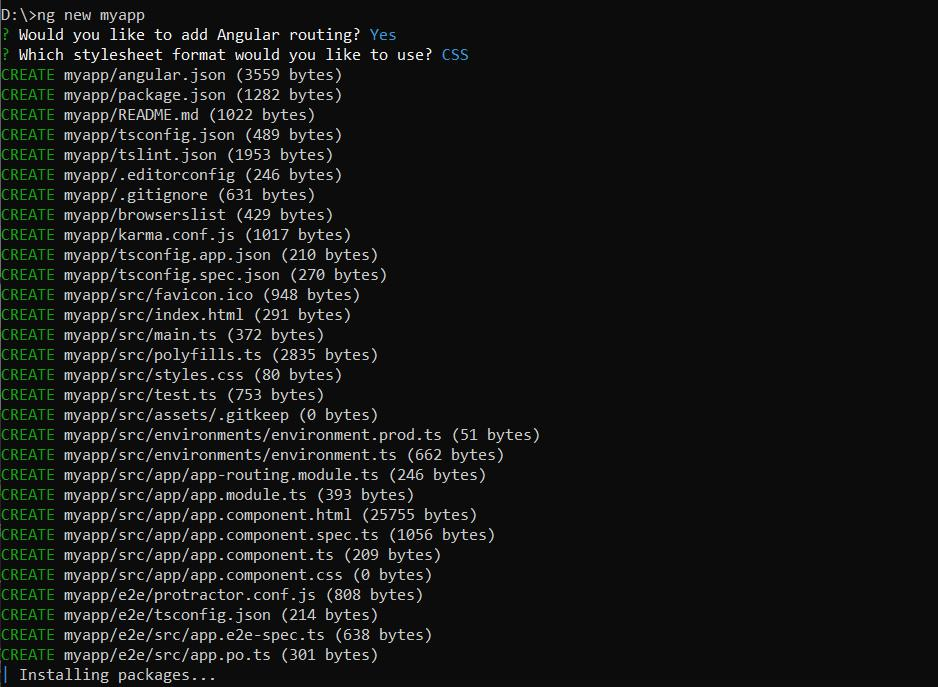 D:\>ng new myapp
? Would you like to add Angular routing? Yes
? Which stylesheet format would you like to use? CSS
CREATE myapp/angular.json (3559 bytes)
CREATE myapp/package.json (1282 bytes)
CREATE myapp/README.md (1022 bytes)
CREATE myapp/tsconfig.json (489 bytes)
CREATE myapp/tslint.json (1953 bytes)
CREATE myapp/.editorconfig (246 bytes)
CREATE myapp/.gitignore (631 bytes)
CREATE myapp/browserslist (429 bytes)
CREATE myapp/karma.conf.js (1017 bytes)
CREATE myapp/tsconfig.app.json (210 bytes)
CREATE myapp/tsconfig.spec.json (270 bytes)
CREATE myapp/src/favicon.ico (948 bytes)
CREATE myapp/src/index.html (291 bytes)
CREATE myapp/src/main.ts (372 bytes)
CREATE myapp/src/polyfills.ts (2835 bytes)
CREATE myapp/src/styles.css (80 bytes)
CREATE myapp/src/test.ts (753 bytes)
CREATE myapp/src/assets/.gitkeep (0 bytes)
CREATE myapp/src/environments/environment.prod.ts (51 bytes)
CREATE myapp/src/environments/environment.ts (662 bytes)
CREATE myapp/src/app/app-routing.module.ts (246 bytes)
CREATE myapp/src/app/app.module.ts (393 bytes)
CREATE myapp/src/app/app.component.html (25755 bytes)
CREATE myapp/src/app/app.component.spec.ts (1056 bytes)
CREATE myapp/src/app/app.component.ts (209 bytes)
CREATE myapp/src/app/app.component.css (0 bytes)
CREATE myapp/e2e/protractor.conf.js (808 bytes)
CREATE myapp/e2e/tsconfig.json (214 bytes)
CREATE myapp/e2e/src/app.e2e-spec.ts (638 bytes)
CREATE myapp/e2e/src/app.po.ts (301 bytes)
| Installing packages...